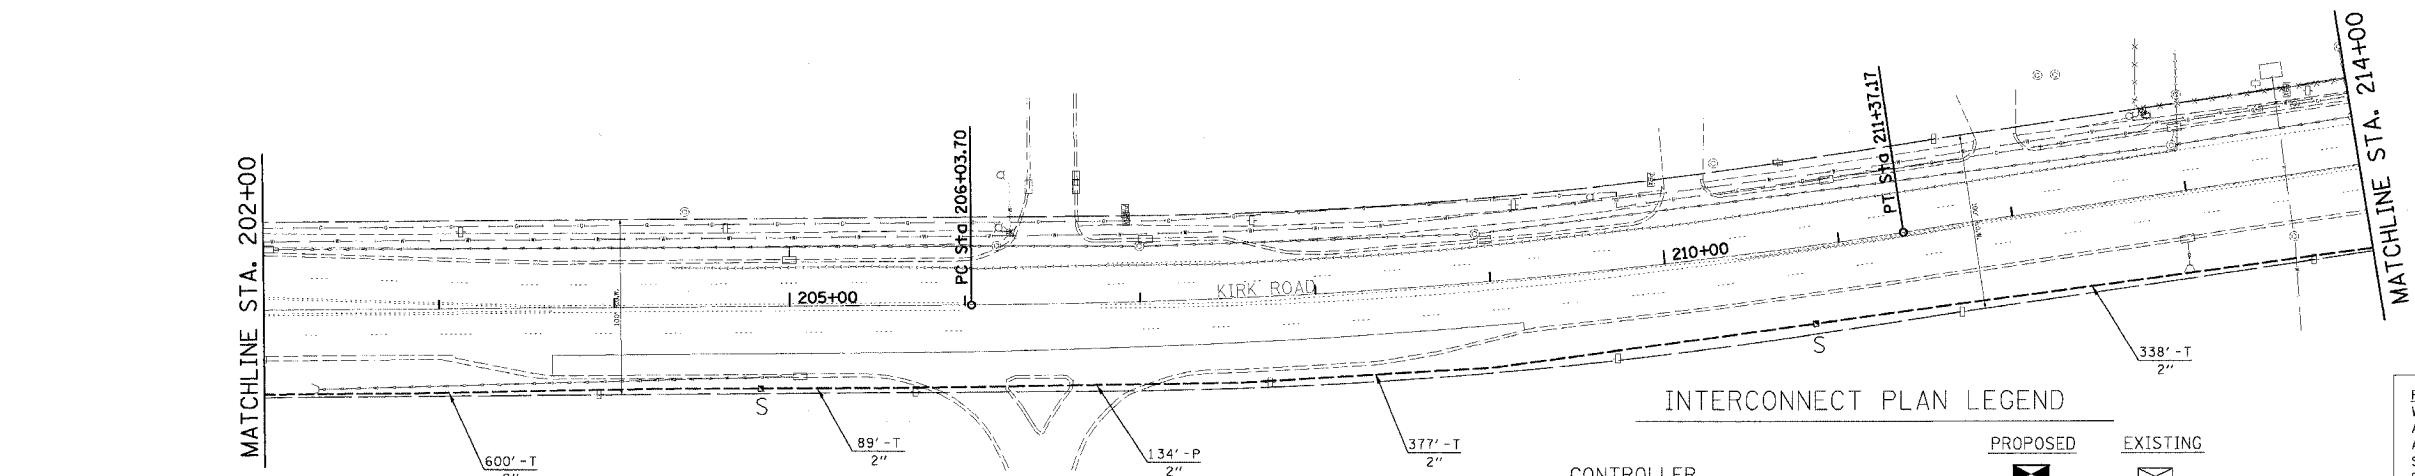 MATCHLINE STA. 202+00
PC Sta 206+03.70
PT Sta 211+37.17
MATCHLINE STA. 214+00
205+00
KIRK ROAD
210+00
S
S
600'-T
89'-T
2"
134'-P
2"
377'-T
2"
338'-T
2"
INTERCONNECT PLAN LEGEND
PROPOSED
EXISTING
CONTROLLER